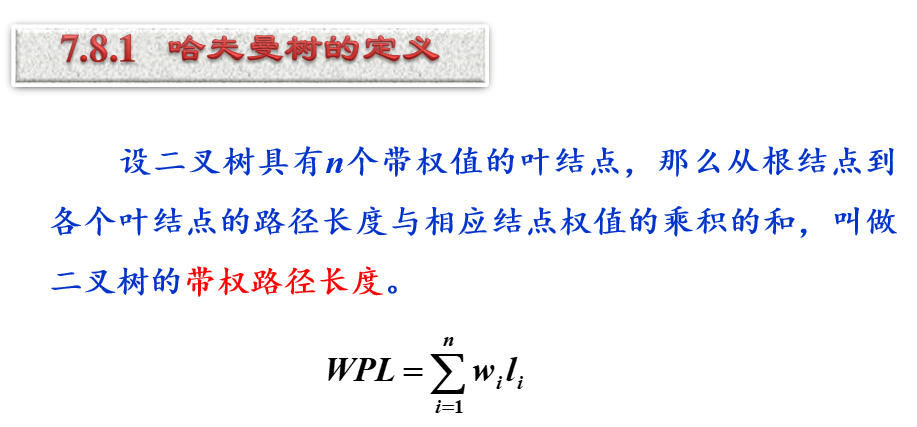 7.8.1 哈夫曼树的定义
设二叉树具有n个带权值的叶结点，那么从根结点到
各个叶结点的路径长度与相应结点权值的乘积的和，叫做
二叉树的带权路径长度。
WPL = \sum_{i=1}^{n} w_i l_i